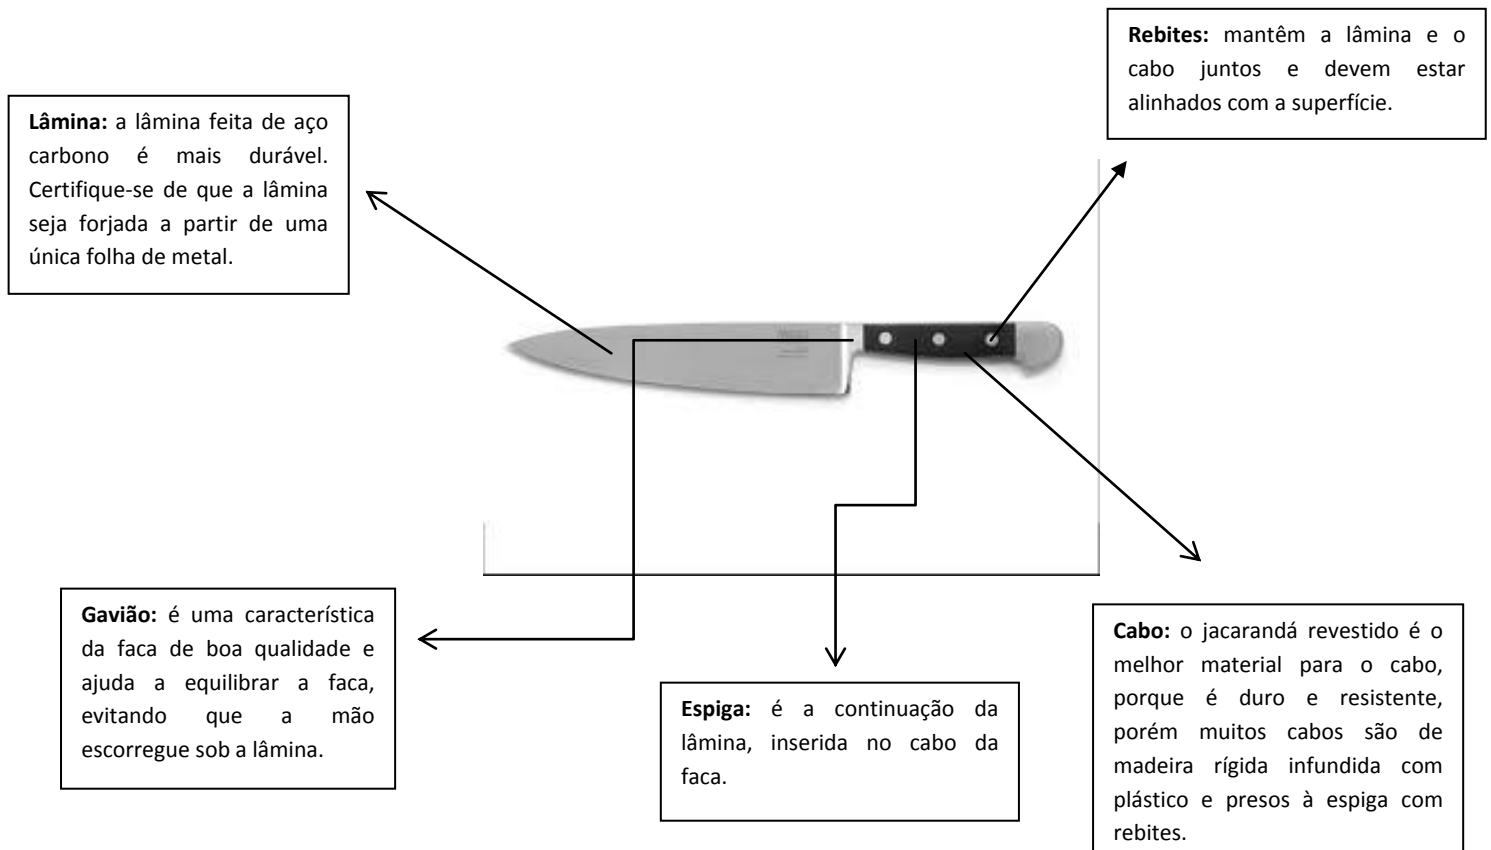 Rebites: mantêm a lâmina e o
cabo juntos e devem estar
alinhados com a superfície.
Lâmina: a lâmina feita de aço
carbono é mais durável.
Certifique-se de que a lâmina
seja forjada a partir de uma
única folha de metal.
Gavião: é uma característica
da faca de boa qualidade e
ajuda a equilibrar a faca,
evitando que a mão
escorregue sob a lâmina.
Espiga: é a continuação da
lâmina, inserida no cabo da
faca.
Cabo: o jacarandá revestido é o
melhor material para o cabo,
porque é duro e resistente,
porém muitos cabos são de
madeira rígida infundida com
plástico e presos à espiga com
rebites.